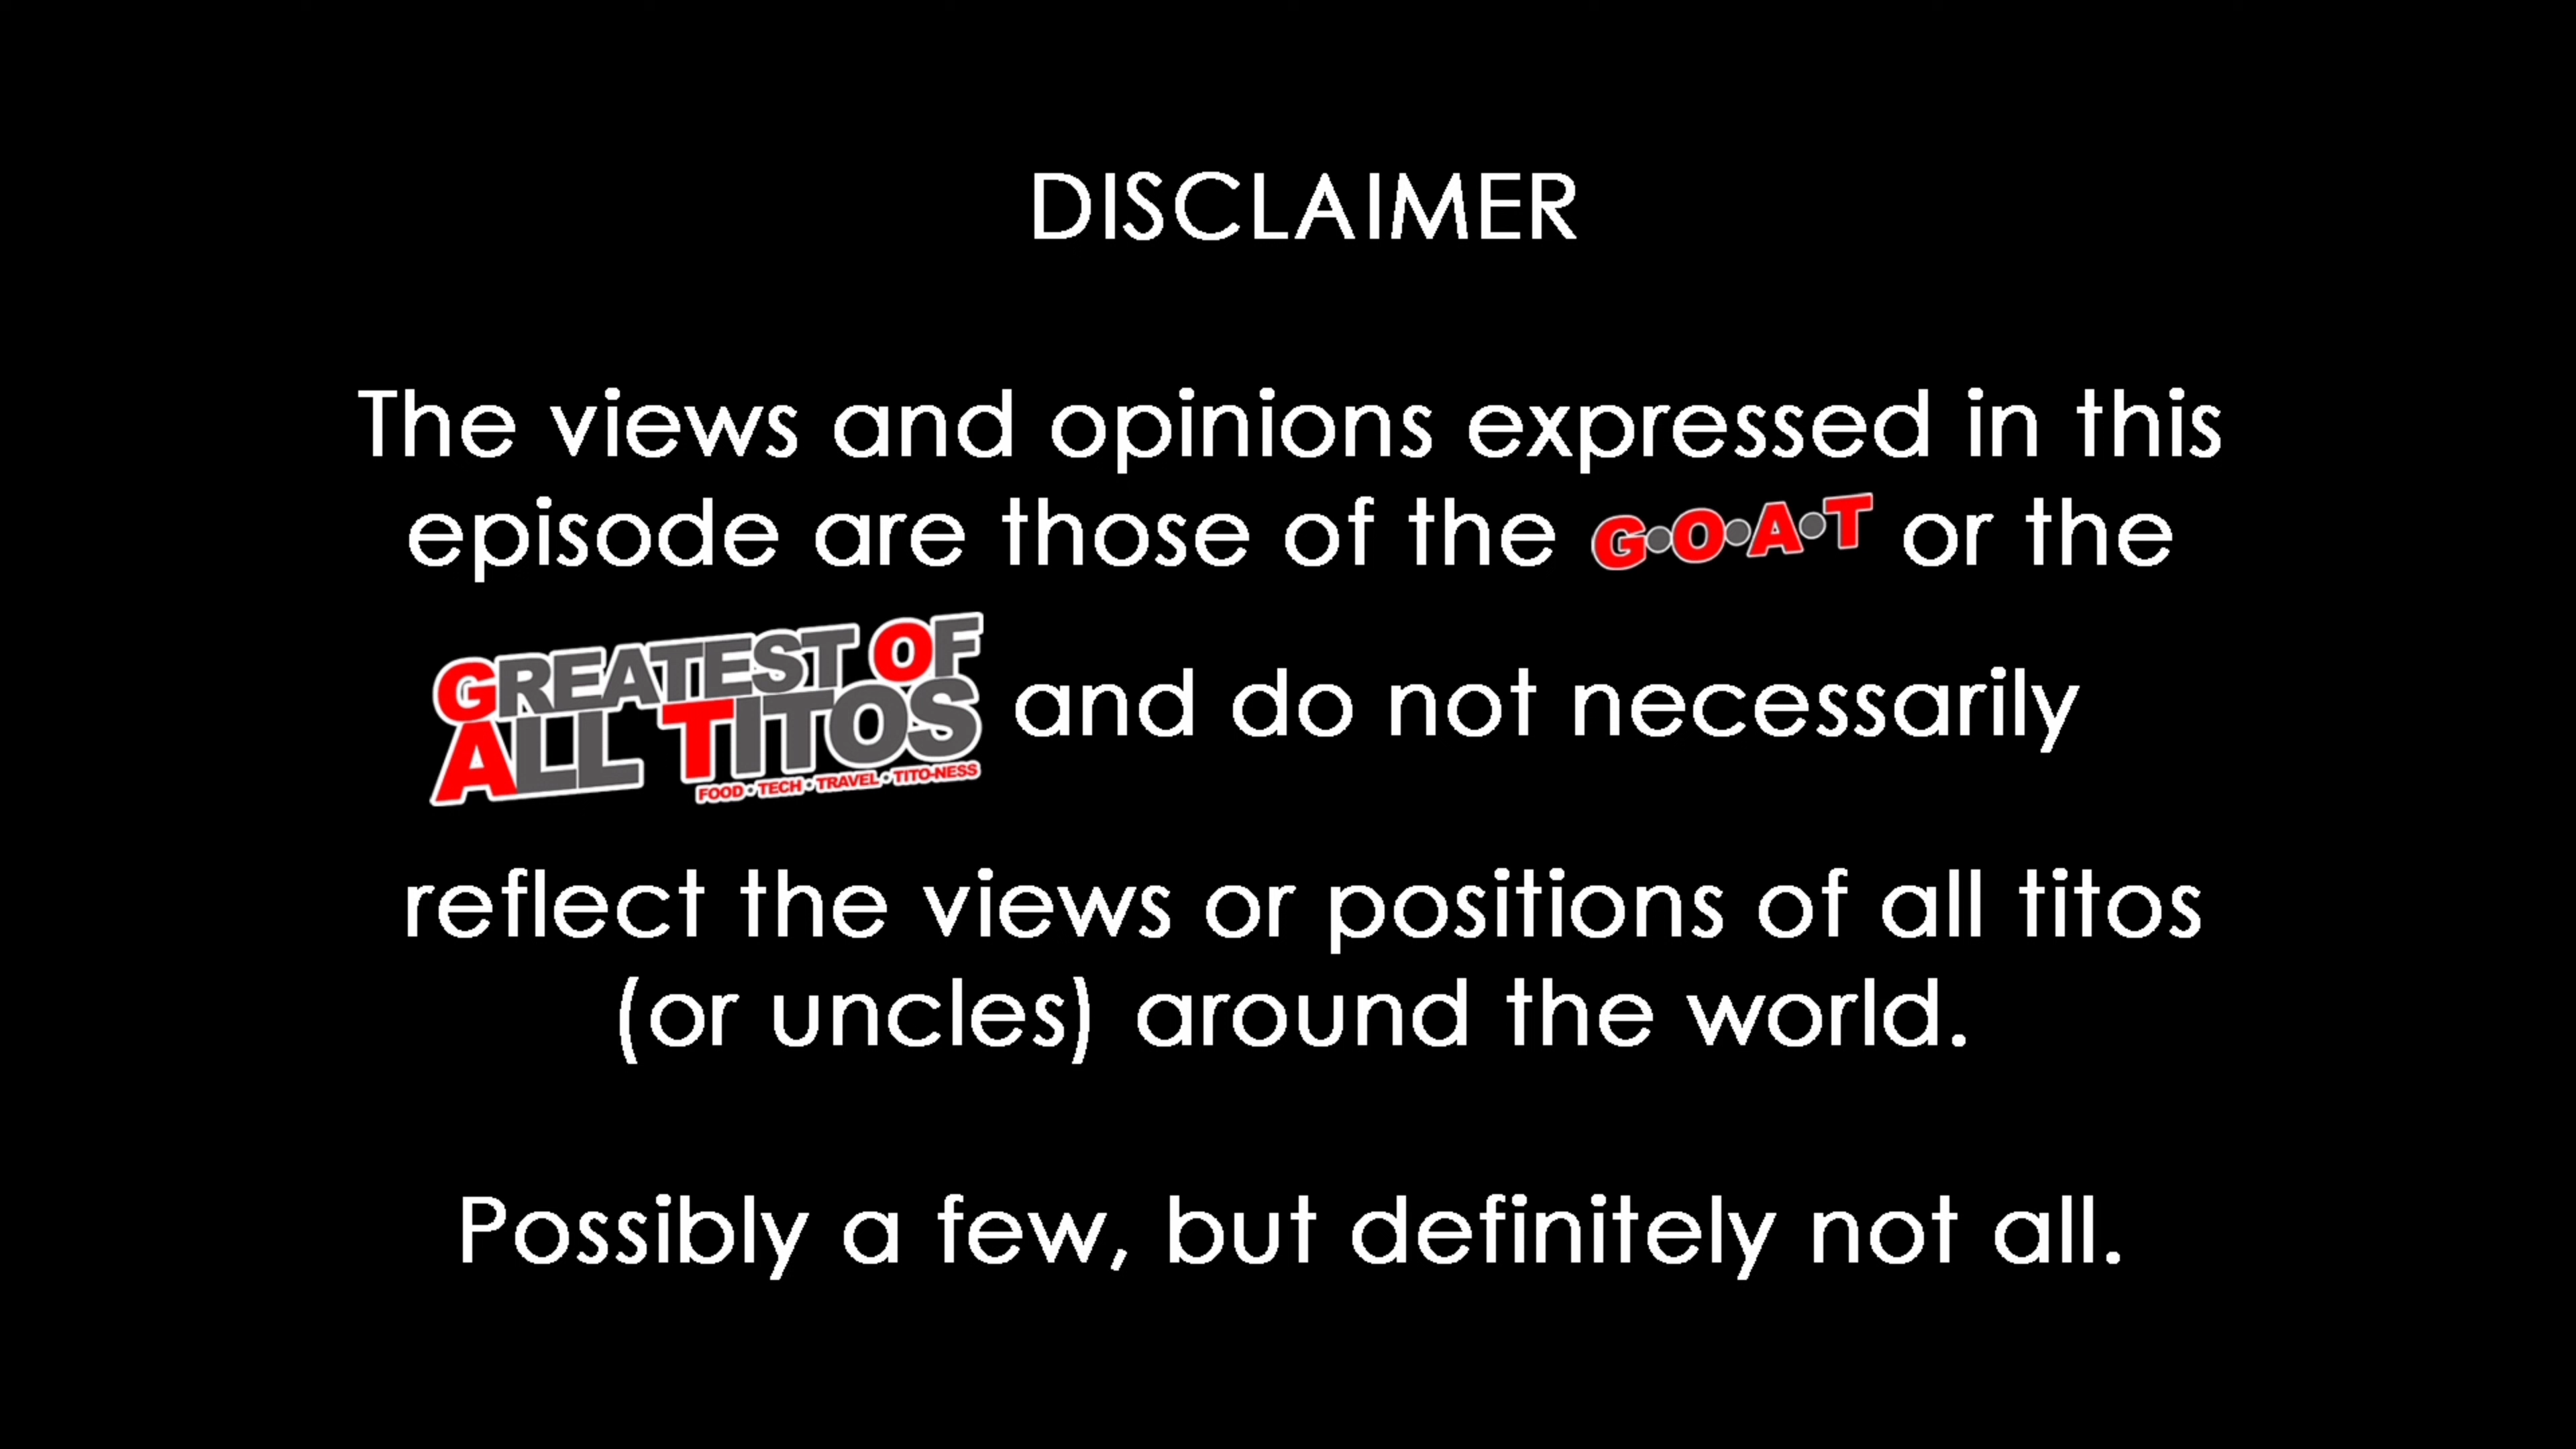 DISCLAIMER
The views and opinions expressed in this
episode are those of the G•O•A•T or the
GREATEST OF
ALL TITOS
FOOD • TECH • TRAVEL • TITO-NESS
and do not necessarily
reflect the views or positions of all titos
(or uncles) around the world.
Possibly a few, but definitely not all.